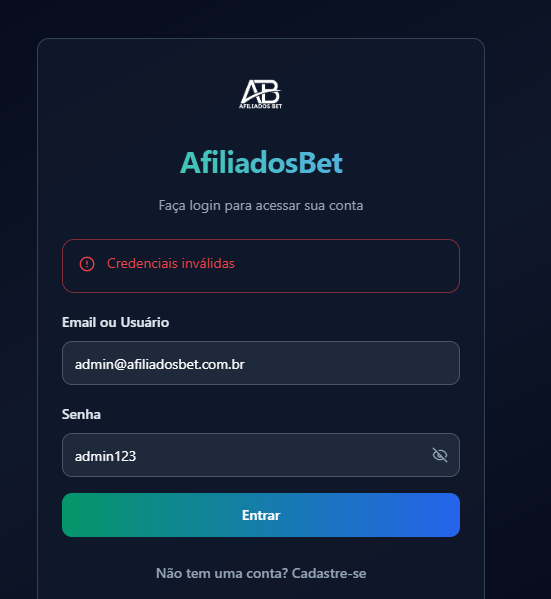 AB
AFILIADOS BET
AfiliadosBet
Faça login para acessar sua conta
Credenciais inválidas
Email ou Usuário
admin@afiliadosbet.com.br
Senha
admin123
Entrar
Não tem uma conta? Cadastre-se